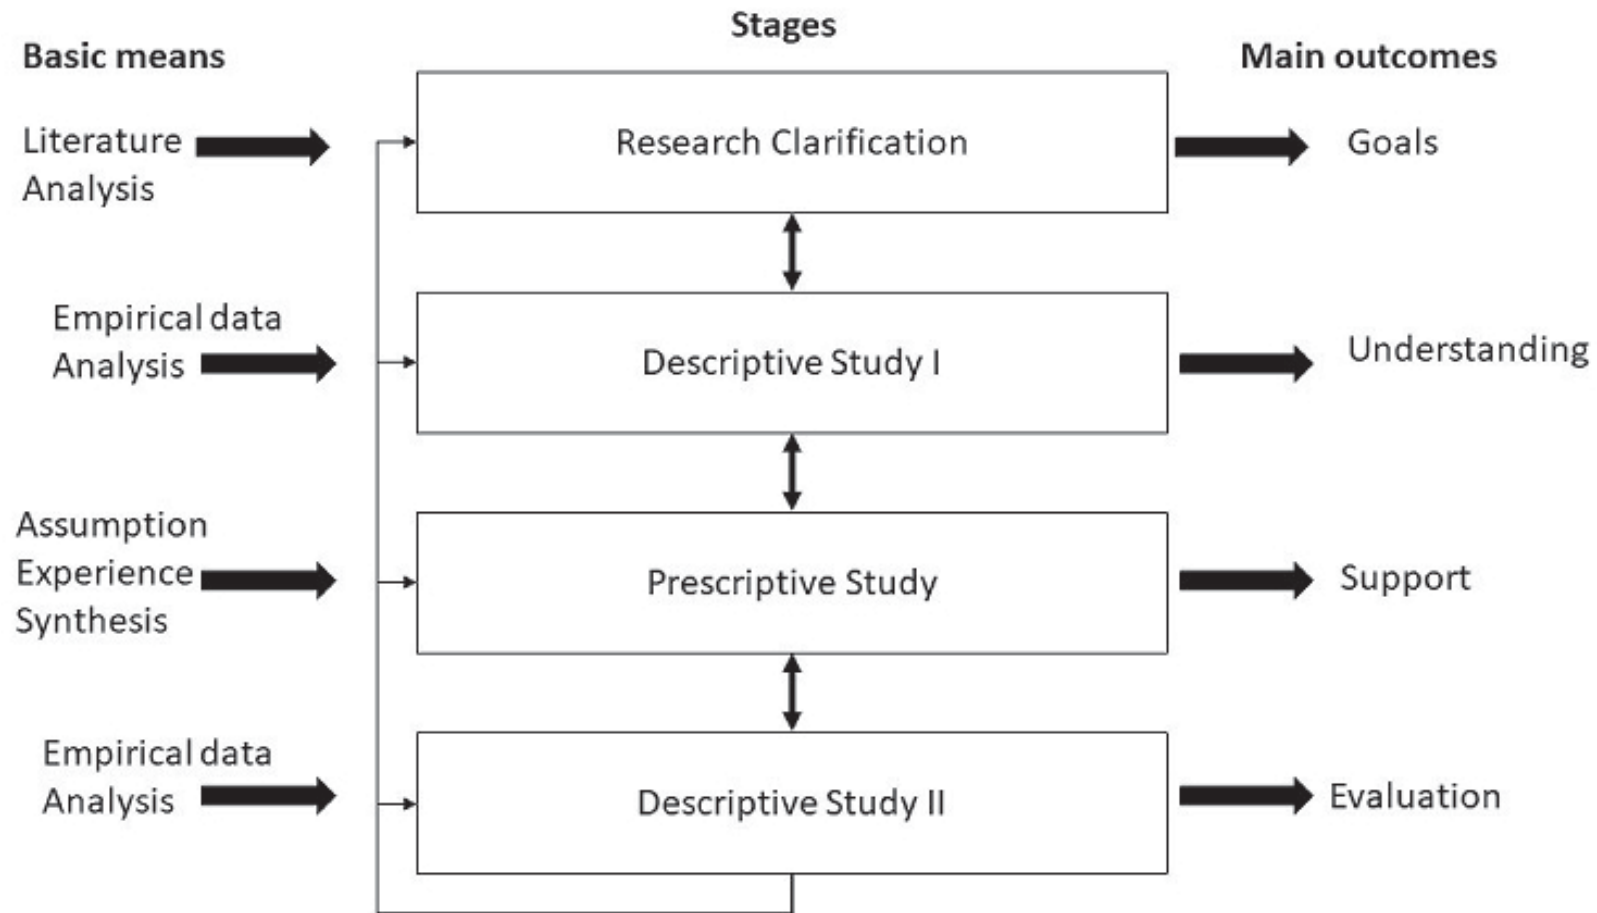 Stages
Basic means
Main outcomes
Literature
Analysis
Research Clarification
Goals
Empirical data
Analysis
Descriptive Study I
Understanding
Assumption
Experience
Synthesis
Prescriptive Study
Support
Empirical data
Analysis
Descriptive Study II
Evaluation